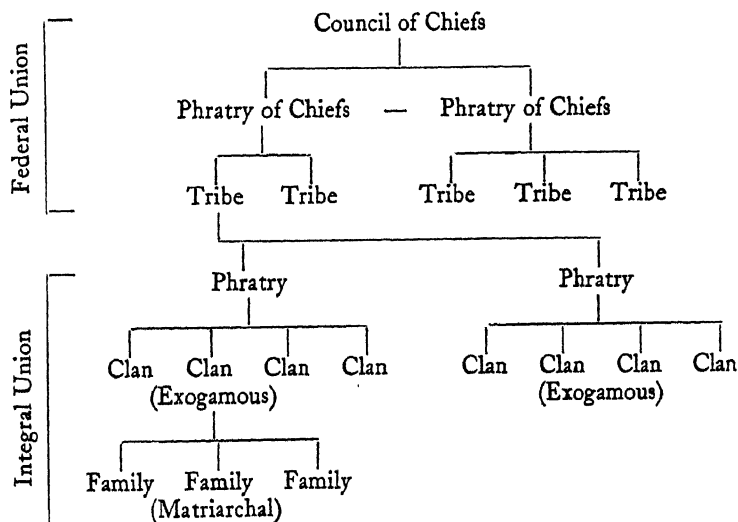 Council of Chiefs
Federal Union
Phratry of Chiefs — Phratry of Chiefs
Tribe Tribe Tribe Tribe Tribe
Integral Union
Phratry Phratry
Clan Clan Clan Clan Clan Clan Clan Clan
(Exogamous) (Exogamous)
Family Family Family
(Matriarchal)